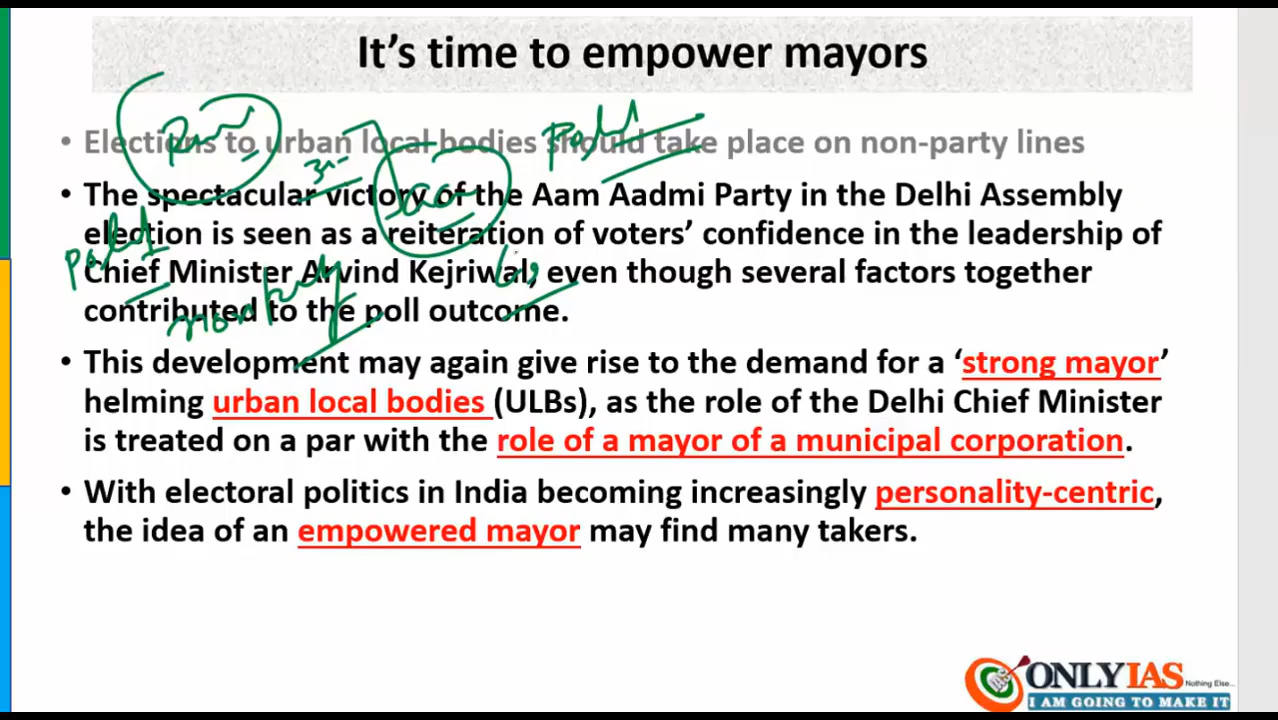 It's time to empower mayors
• Elections to urban local bodies should take place on non-party lines
• The spectacular victory of the Aam Aadmi Party in the Delhi Assembly
election is seen as a reiteration of voters' confidence in the leadership of
Chief Minister Arvind Kejriwal, even though several factors together
contributed to the poll outcome.
• This development may again give rise to the demand for a ‘strong mayor’
helming urban local bodies (ULBs), as the role of the Delhi Chief Minister
is treated on a par with the role of a mayor of a municipal corporation.
• With electoral politics in India becoming increasingly personality-centric,
the idea of an empowered mayor may find many takers.
ONLYIAS Nothing Else...
I AM GOING TO MAKE IT